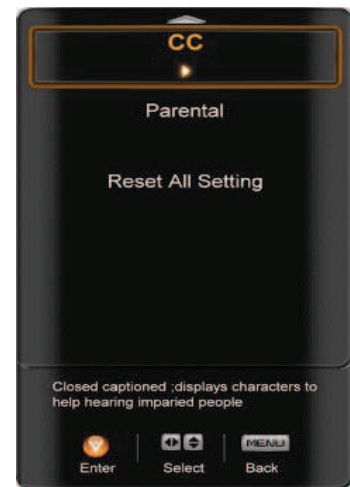 CC
Parental
Reset All Setting
Closed captioned ;displays characters to
help hearing imparied people
MENU
Enter Select Back